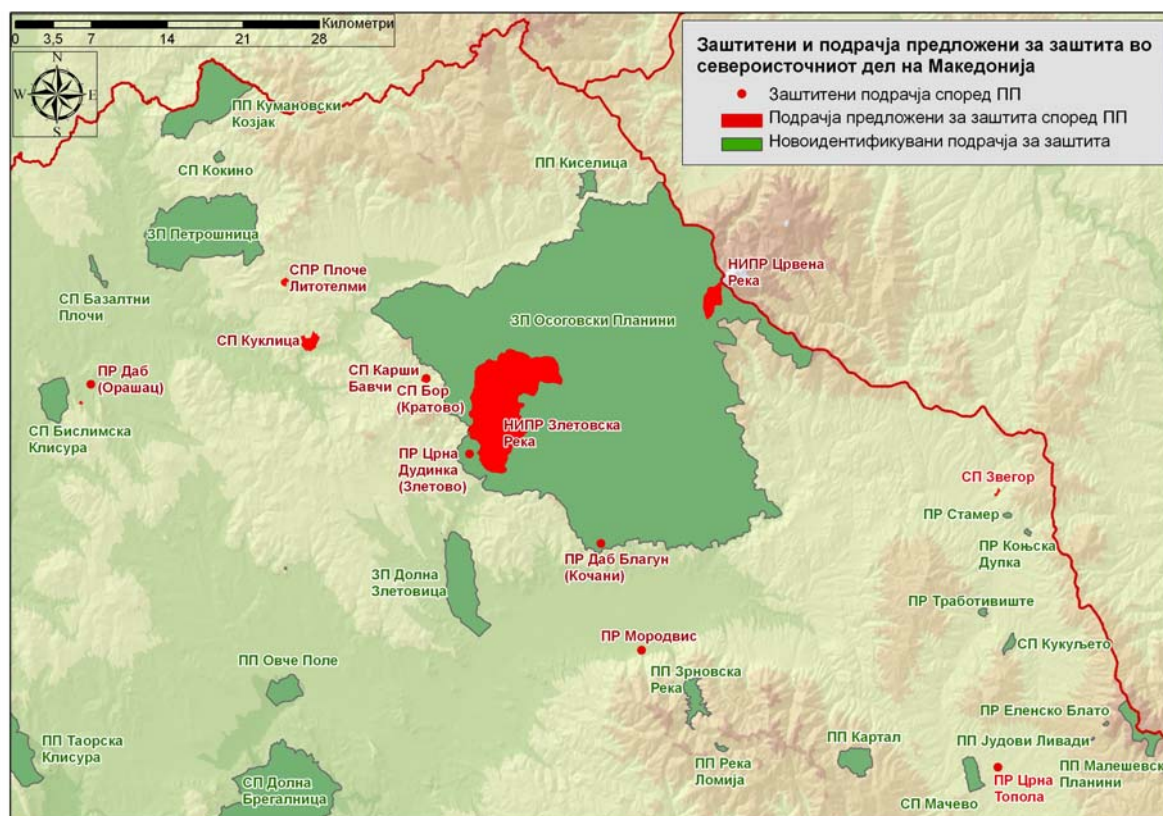 Километри
0 3,5 7 14 21 28
N
W E
S
Заштитени и подрачја предложени за заштита во
североисточниот дел на Македонија
Заштитени подрачја според ПП
Подрачја предложени за заштита според ПП
Новоидентификувани подрачја за заштита
ПП Кумановски
Козјак
СП Кокино
ПП Киселица
ЗП Петрошница
СПР Плоче
Литотелми
НИПР Црвена
Река
СП Базалтни
Плочи
ЗП Осоговски Планини
СП Куклица
ПР Даб
(Орашац)
СП Карши
Бавчи
СП Бор
(Кратово)
СП Бислимска
Клисура
НИПР Злетовска
Река
ПР Црна
Дудинка
(Злетово)
СП Звегор
ПР Стамер
ПР Коњска
Дупка
ПР Даб Благун
(Кочани)
ЗП Долна
Злетовица
ПР Тработивиште
ПР Мородвис
СП Кукуљето
ПП Овче Поле
ПП Зрновска
Река
ПР Еленско Блато
ПП Таорска
Клисура
ПП Картал
ПП Јудови Ливади
ПП Река
Ломија
ПП Малешевск
Планини
СП Долна
Брегалница
ПР Црна
Топола
СП Мачево